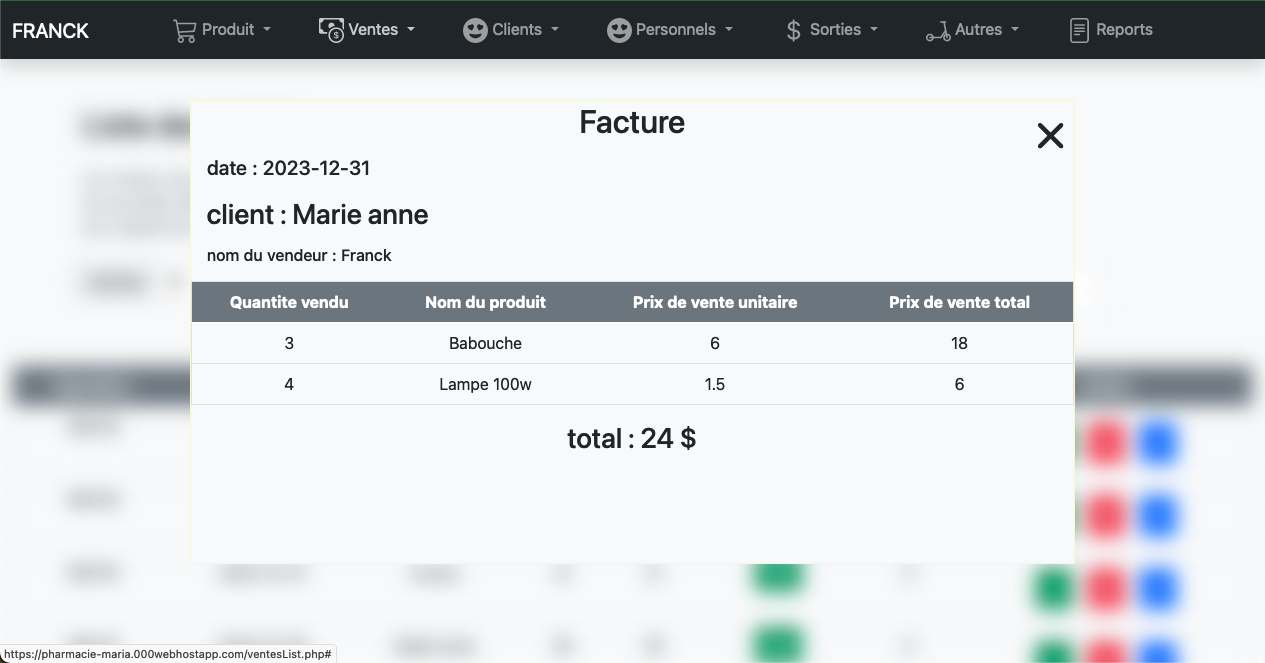 FRANCK Produit Ventes Clients Personnels Sorties Autres Reports
Facture
date : 2023-12-31
client : Marie anne
nom du vendeur : Franck
Quantite vendu Nom du produit Prix de vente unitaire Prix de vente total
3 Babouche 6 18
4 Lampe 100w 1.5 6
total : 24 $
https://pharmacie-maria.000webhostapp.com/ventesList.php#